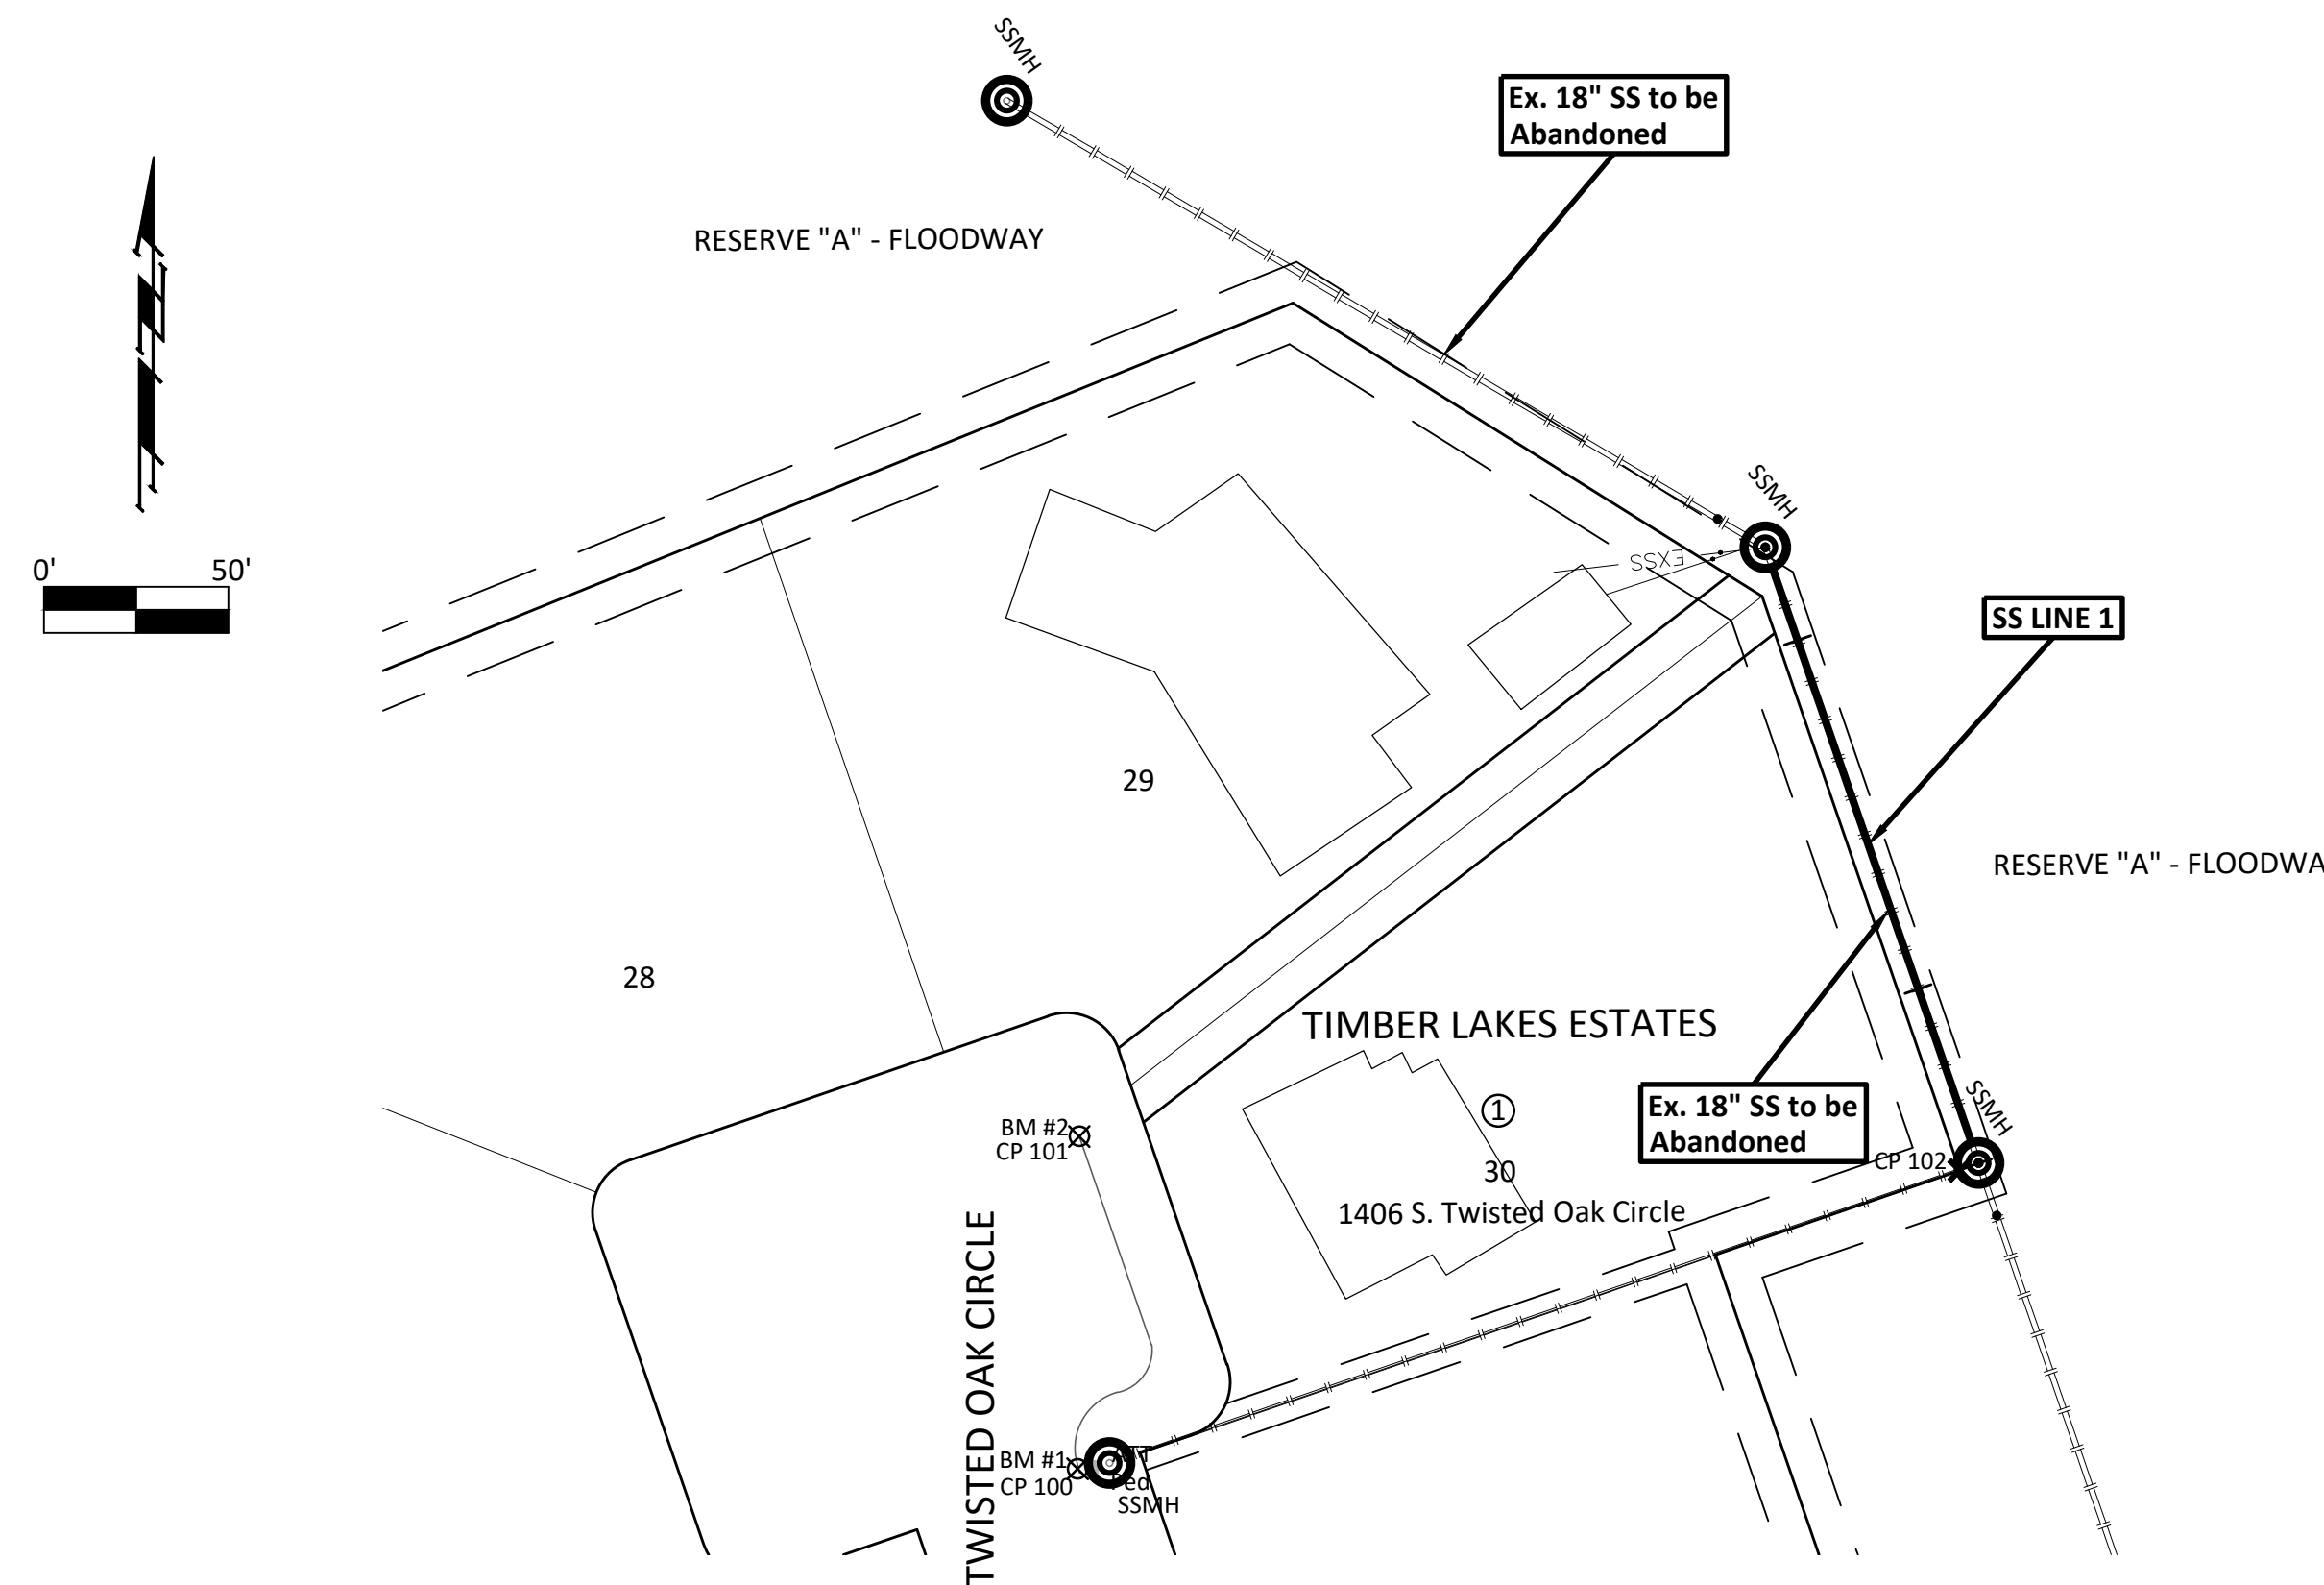 SSMH
Ex. 18" SS to be
Abandoned
RESERVE "A" - FLOODWAY
SSMH
EXSS
0' 50'
SS LINE 1
29
RESERVE "A" - FLOODWA
28
TIMBER LAKES ESTATES
1
Ex. 18" SS to be
Abandoned
SSMH
BM #2
CP 101
CP 102
30
1406 S. Twisted Oak Circle
TWISTED OAK CIRCLE
BM #1
CP 100
ATT
Ped
SSMH